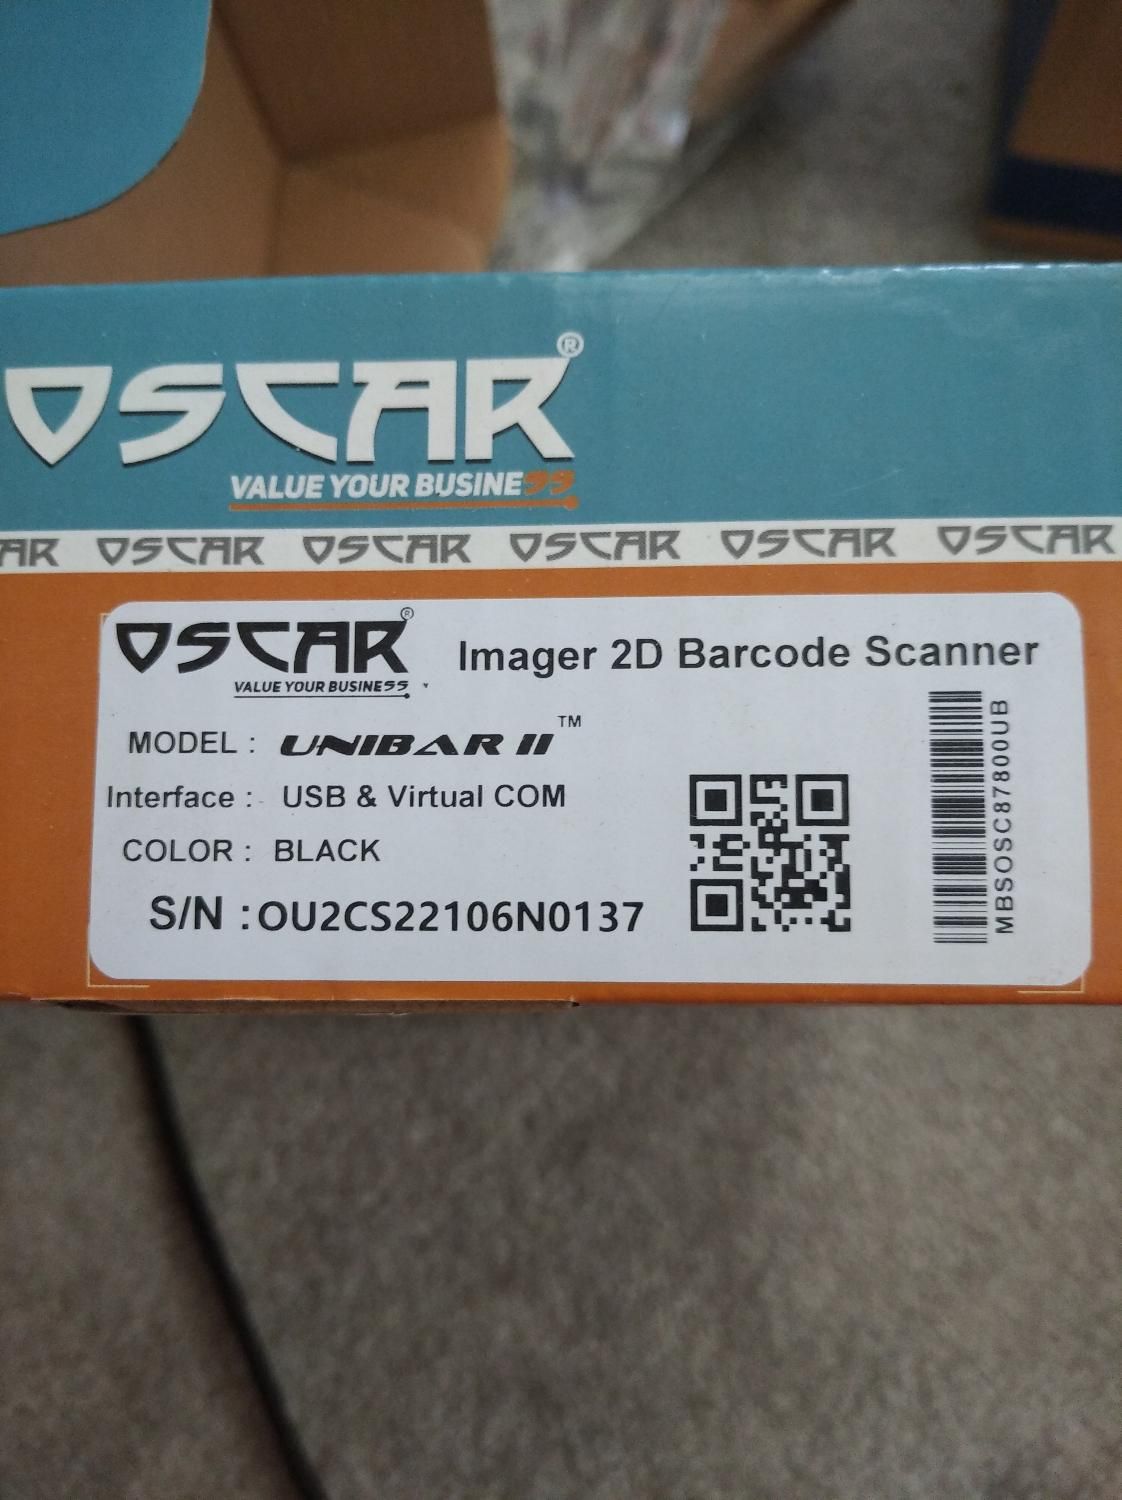 OSCAR®
VALUE YOUR BUSINE99
AR OSCAR OSCAR OSCAR OSCAR OSCAR
OSCAR® Imager 2D Barcode Scanner
VALUE YOUR BUSINESS
MODEL : UNIBAR II™
Interface : USB & Virtual COM
COLOR : BLACK
S/N :OU2CS22106N0137
MBSOSC87800UB